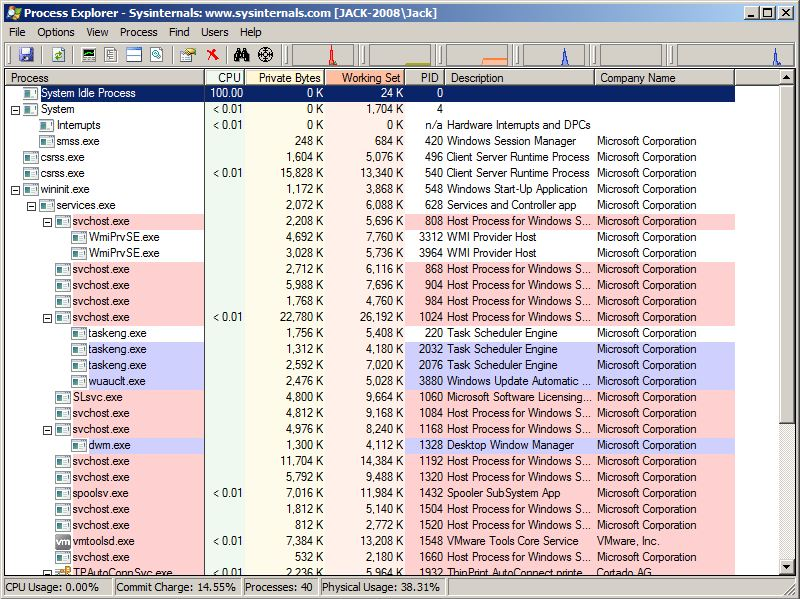 Process Explorer - Sysinternals: www.sysinternals.com [JACK-2008\Jack]
File Options View Process Find Users Help
Process CPU Private Bytes Working Set PID Description Company Name
System Idle Process 100.00 0 K 24 K 0
System < 0.01 0 K 1,704 K 4
Interrupts < 0.01 0 K 0 K n/a Hardware Interrupts and DPCs
smss.exe 248 K 684 K 420 Windows Session Manager Microsoft Corporation
csrss.exe 1,604 K 5,076 K 496 Client Server Runtime Process Microsoft Corporation
csrss.exe < 0.01 15,828 K 13,340 K 540 Client Server Runtime Process Microsoft Corporation
wininit.exe 1,172 K 3,868 K 548 Windows Start-Up Application Microsoft Corporation
services.exe 2,072 K 6,088 K 628 Services and Controller app Microsoft Corporation
svchost.exe 2,208 K 5,696 K 808 Host Process for Windows S... Microsoft Corporation
WmiPrvSE.exe 4,692 K 7,760 K 3312 WMI Provider Host Microsoft Corporation
WmiPrvSE.exe 3,028 K 5,736 K 3964 WMI Provider Host Microsoft Corporation
svchost.exe 2,712 K 6,116 K 868 Host Process for Windows S... Microsoft Corporation
svchost.exe 5,988 K 7,696 K 904 Host Process for Windows S... Microsoft Corporation
svchost.exe 1,768 K 4,760 K 984 Host Process for Windows S... Microsoft Corporation
svchost.exe < 0.01 22,780 K 26,192 K 1024 Host Process for Windows S... Microsoft Corporation
taskeng.exe 1,756 K 5,408 K 220 Task Scheduler Engine Microsoft Corporation
taskeng.exe 1,312 K 4,180 K 2032 Task Scheduler Engine Microsoft Corporation
taskeng.exe 2,592 K 7,020 K 2076 Task Scheduler Engine Microsoft Corporation
wuauclt.exe 2,476 K 5,028 K 3880 Windows Update Automatic ... Microsoft Corporation
SLsvc.exe 4,800 K 9,664 K 1060 Microsoft Software Licensing... Microsoft Corporation
svchost.exe 4,812 K 9,168 K 1084 Host Process for Windows S... Microsoft Corporation
svchost.exe 4,976 K 8,240 K 1168 Host Process for Windows S... Microsoft Corporation
dwm.exe 1,300 K 4,112 K 1328 Desktop Window Manager Microsoft Corporation
svchost.exe 11,704 K 14,384 K 1192 Host Process for Windows S... Microsoft Corporation
svchost.exe 5,792 K 9,488 K 1320 Host Process for Windows S... Microsoft Corporation
spoolsv.exe < 0.01 7,016 K 11,984 K 1432 Spooler SubSystem App Microsoft Corporation
svchost.exe 1,812 K 5,140 K 1504 Host Process for Windows S... Microsoft Corporation
svchost.exe 812 K 2,772 K 1520 Host Process for Windows S... Microsoft Corporation
vm vmtoolsd.exe < 0.01 7,384 K 13,208 K 1548 VMware Tools Core Service VMware, Inc.
svchost.exe 532 K 2,180 K 1660 Host Process for Windows S... Microsoft Corporation
TPAutoConnSvc.exe < 0.01 2,236 K 5,964 K 1932 ThinPrint AutoConnect printe... Cortado AG
CPU Usage: 0.00% Commit Charge: 14.55% Processes: 40 Physical Usage: 38.31%